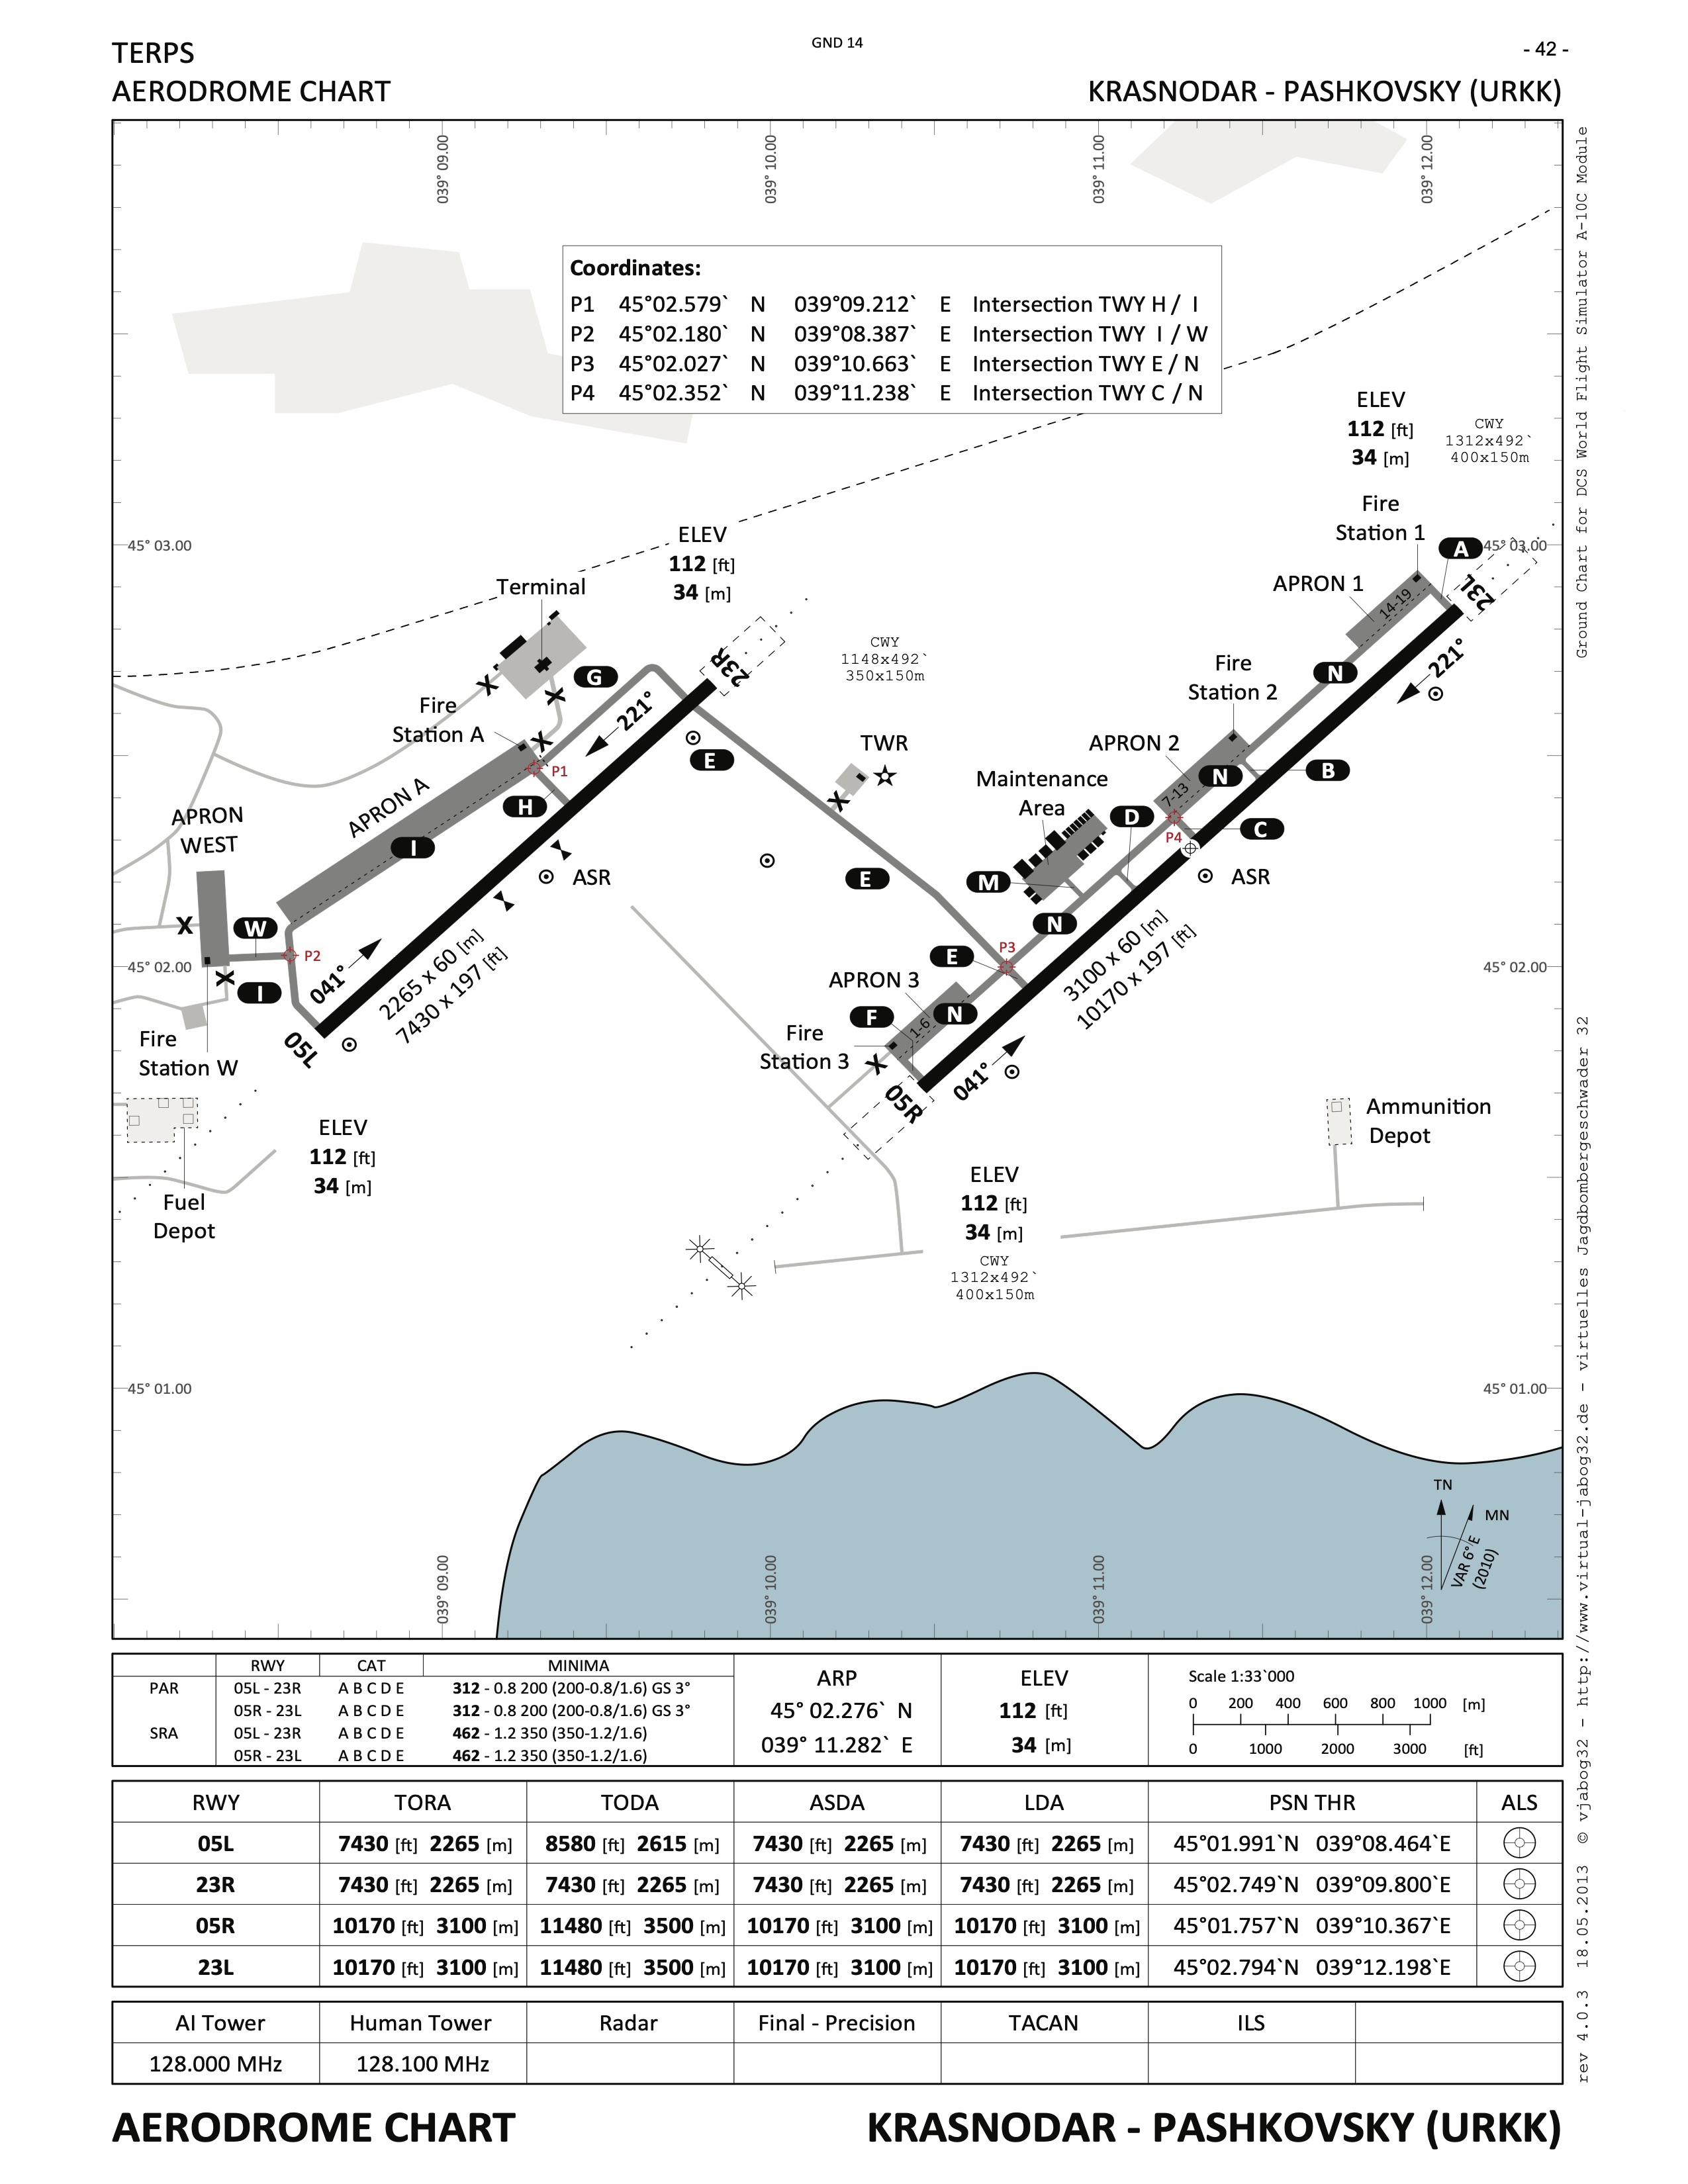 TERPS
GND 14
- 42 -
AERODROME CHART
KRASNODAR - PASHKOVSKY (URKK)
039° 09.00
039° 10.00
039° 11.00
039° 12.00
Coordinates:
P1 45°02.579` N 039°09.212` E Intersection TWY H / I
P2 45°02.180` N 039°08.387` E Intersection TWY I / W
P3 45°02.027` N 039°10.663` E Intersection TWY E / N
P4 45°02.352` N 039°11.238` E Intersection TWY C / N
ELEV
112 [ft]
34 [m]
CWY
1312x492`
400x150m
Fire
Station 1
A
45° 03.00
45° 03.00
23L
APRON 1
14-19
221°
N
ELEV
112 [ft]
34 [m]
Terminal
23R
CWY
1148x492`
350x150m
G
221°
Fire
Station A
P1
H
E
Fire
Station 2
APRON 2
7-13
N
B
TWR
Maintenance
Area
D
P4
C
ASR
M
N
E
APRON A
I
APRON
WEST
ASR
W
P2
I
041°
2265 x 60 [m]
7430 x 197 [ft]
45° 02.00
45° 02.00
P3
E
3100 x 60 [m]
10170 x 197 [ft]
APRON 3
N
1-6
F
Fire
Station 3
05R
041°
Fire
Station W
05L
ELEV
112 [ft]
34 [m]
Fuel
Depot
Ammunition
Depot
ELEV
112 [ft]
34 [m]
CWY
1312x492`
400x150m
45° 01.00
45° 01.00
TN
MN
VAR 6° E
(2010)
039° 09.00
039° 10.00
039° 11.00
039° 12.00
Ground Chart for DCS World Flight Simulator A-10C Module
rev 4.0.3 18.05.2013 © vjabog32 - http://www.virtual-jabog32.de - virtuelles Jagdbombergeschwader 32
RWY CAT MINIMA
PAR 05L - 23R A B C D E 312 - 0.8 200 (200-0.8/1.6) GS 3°
05R - 23L A B C D E 312 - 0.8 200 (200-0.8/1.6) GS 3°
SRA 05L - 23R A B C D E 462 - 1.2 350 (350-1.2/1.6)
05R - 23L A B C D E 462 - 1.2 350 (350-1.2/1.6)
ARP
45° 02.276` N
039° 11.282` E
ELEV
112 [ft]
34 [m]
Scale 1:33`000
0 200 400 600 800 1000 [m]
0 1000 2000 3000 [ft]
RWY TORA TODA ASDA LDA PSN THR ALS
05L 7430 [ft] 2265 [m] 8580 [ft] 2615 [m] 7430 [ft] 2265 [m] 7430 [ft] 2265 [m] 45°01.991`N 039°08.464`E
23R 7430 [ft] 2265 [m] 7430 [ft] 2265 [m] 7430 [ft] 2265 [m] 7430 [ft] 2265 [m] 45°02.749`N 039°09.800`E
05R 10170 [ft] 3100 [m] 11480 [ft] 3500 [m] 10170 [ft] 3100 [m] 10170 [ft] 3100 [m] 45°01.757`N 039°10.367`E
23L 10170 [ft] 3100 [m] 11480 [ft] 3500 [m] 10170 [ft] 3100 [m] 10170 [ft] 3100 [m] 45°02.794`N 039°12.198`E
AI Tower Human Tower Radar Final - Precision TACAN ILS
128.000 MHz 128.100 MHz
AERODROME CHART
KRASNODAR - PASHKOVSKY (URKK)